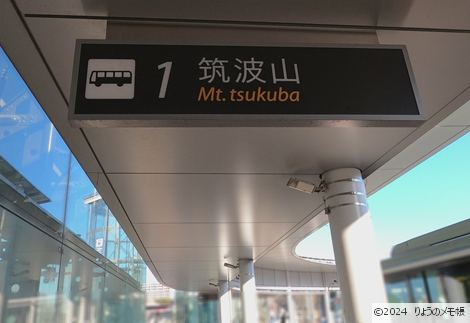 1 筑波山
Mt. tsukuba
©2024 りょうのメモ帳